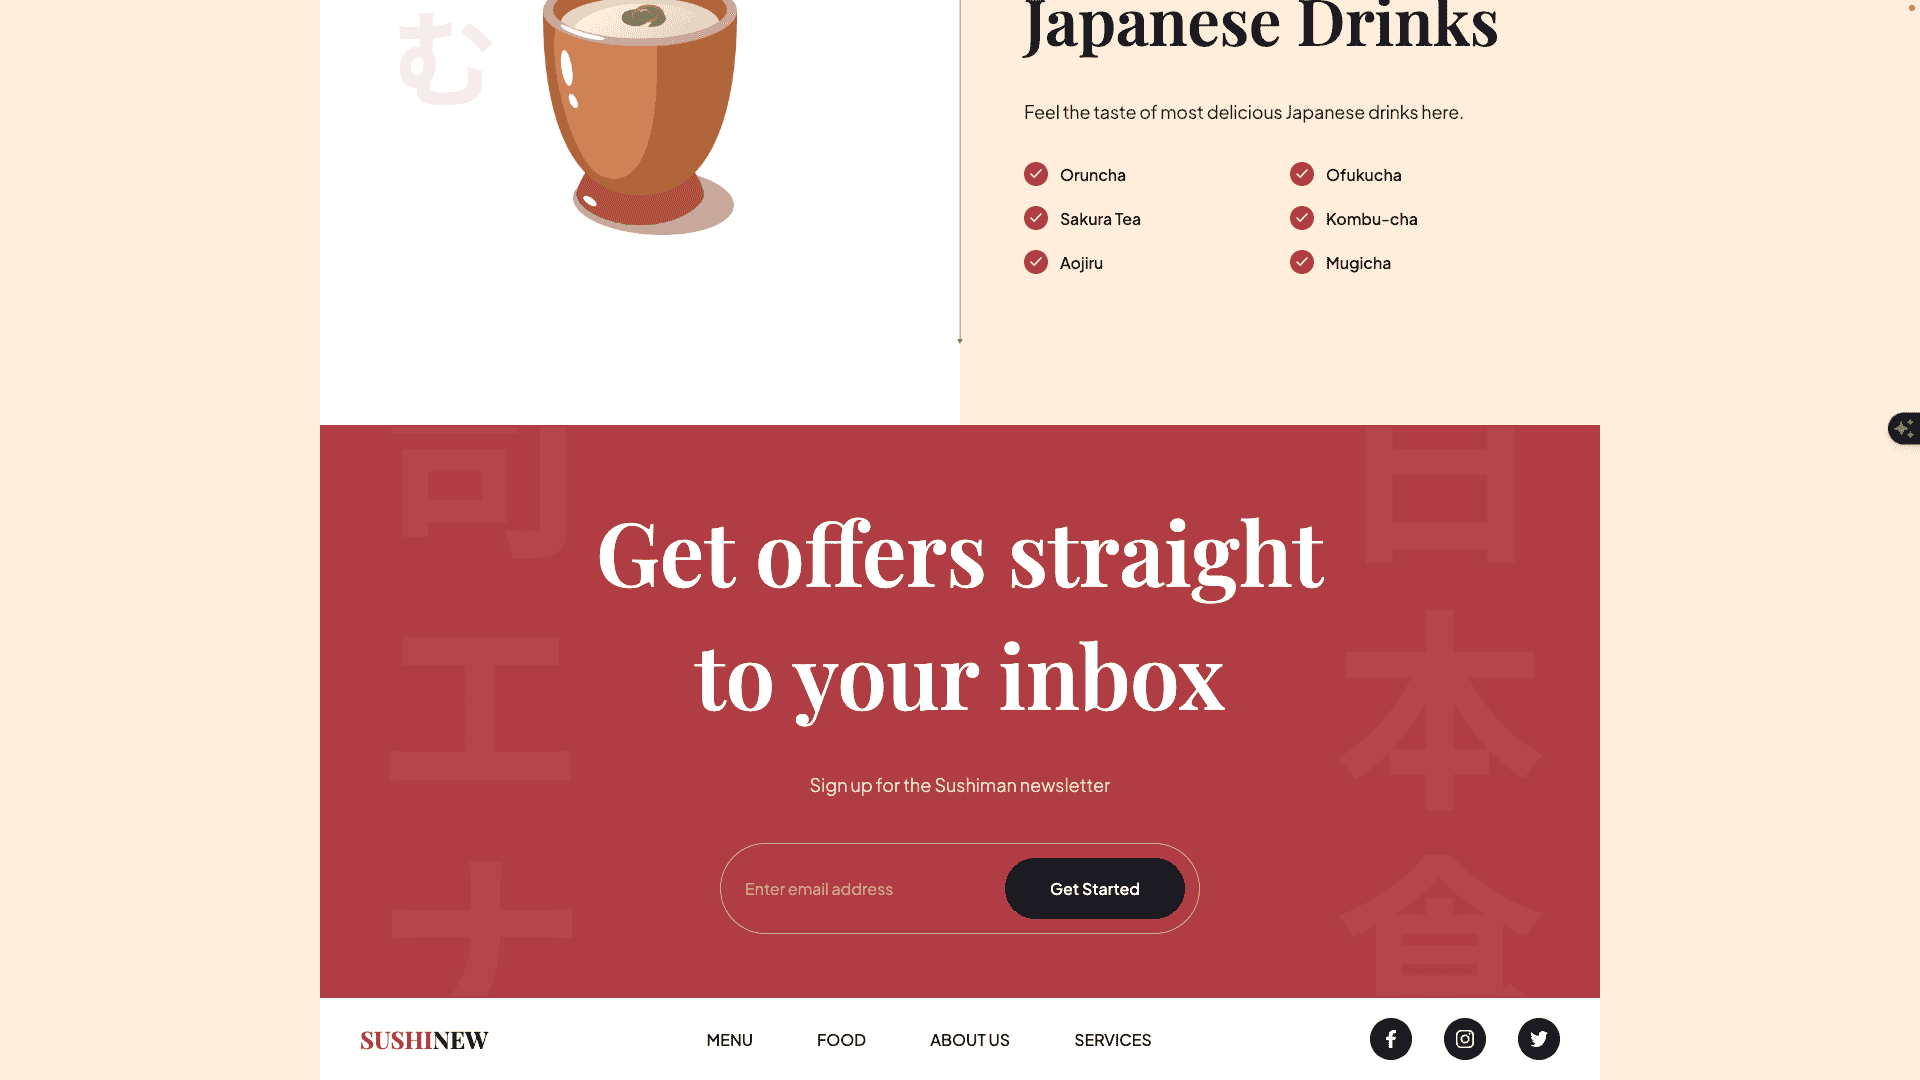 む
Japanese Drinks
Feel the taste of most delicious Japanese drinks here.
Oruncha
Ofukucha
Sakura Tea
Kombu-cha
Aojiru
Mugicha
司
エ
ナ
日
本
食
Get offers straight
to your inbox
Sign up for the Sushiman newsletter
Enter email address
Get Started
SUSHINEW
MENU
FOOD
ABOUT US
SERVICES